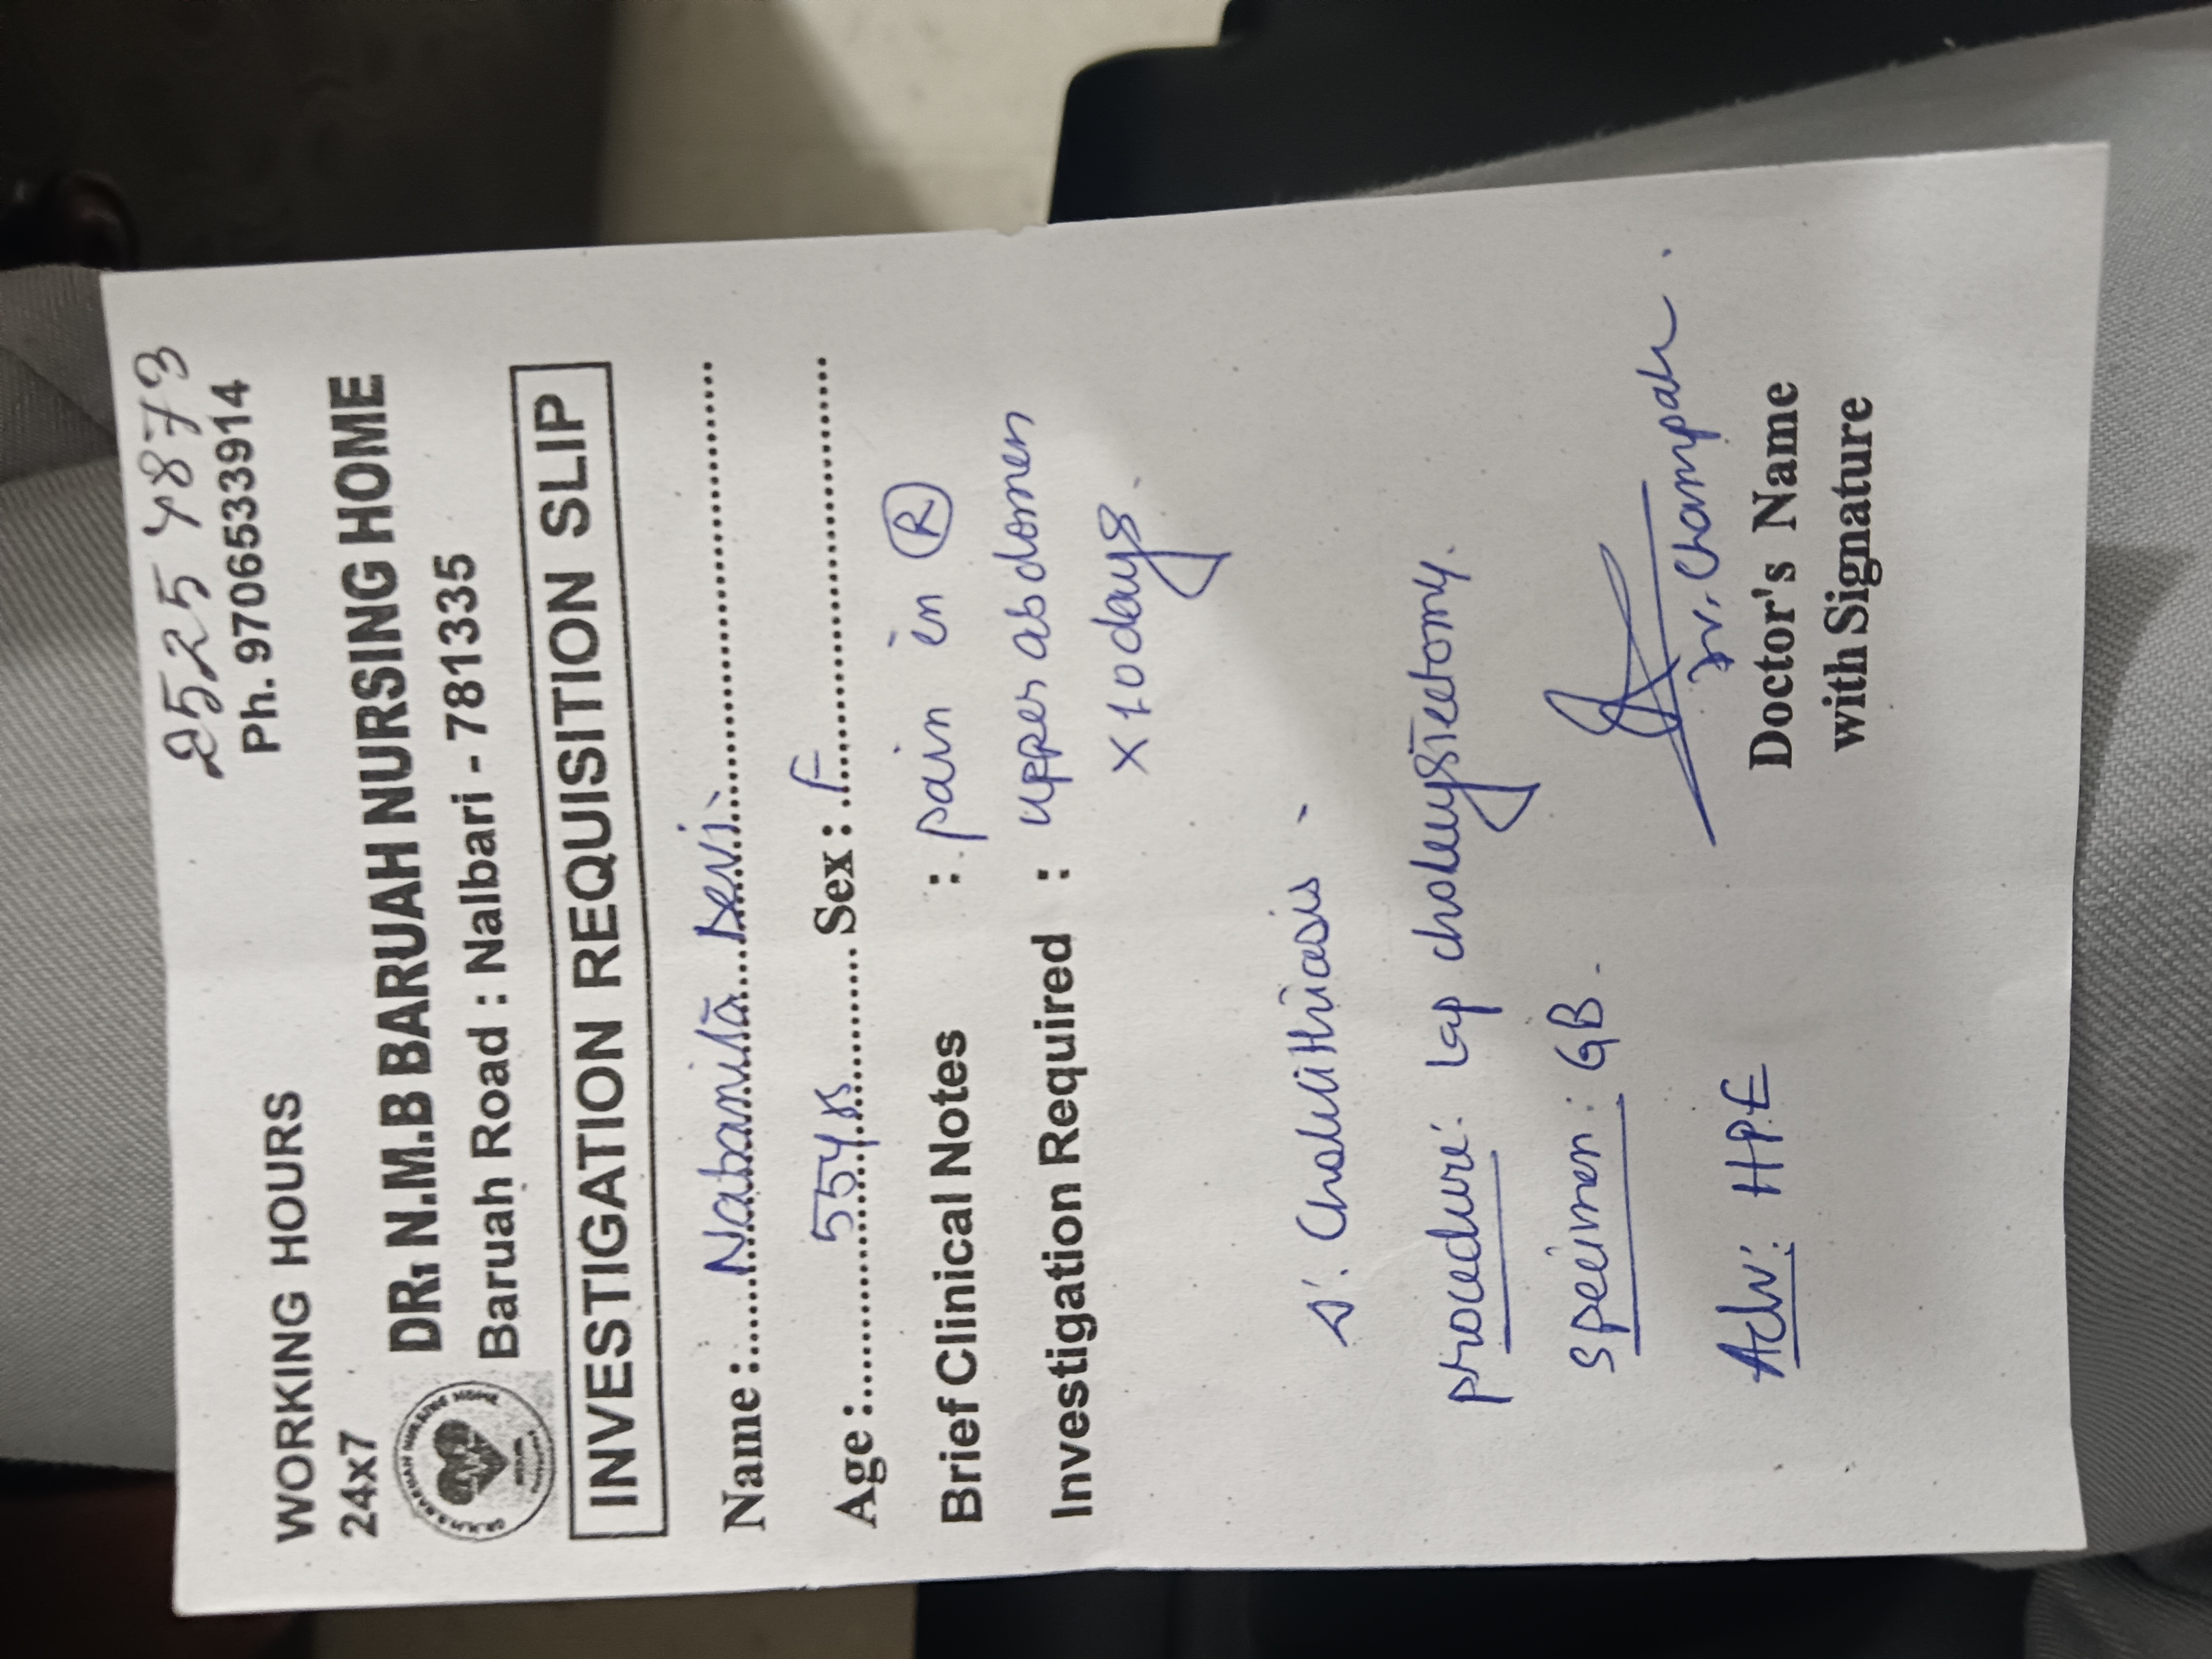 25254873
Ph. 9706533914
WORKING HOURS
24x7
DR. N.M.B BARUAH NURSING HOME
Baruah Road : Nalbari - 781335
INVESTIGATION REQUISITION SLIP
Name : Nabanita Devi
Age : 55 yrs Sex : F
Brief Clinical Notes : pain in (R)
Investigation Required : upper abdomen
x 10 days.
Δ: Cholelithiasis
procedure: Lap cholecystectomy.
specimen: GB.
Adv: HPE
Dr. Champak
Doctor's Name
with Signature